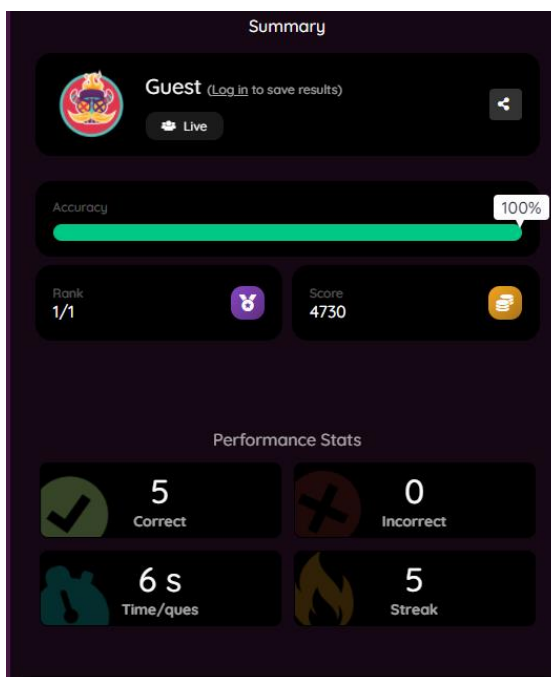 Summary
Guest (Log in to save results)
Live
Accuracy
100%
Rank
1/1
Score
4730
Performance Stats
5
Correct
0
Incorrect
6 s
Time/ques
5
Streak